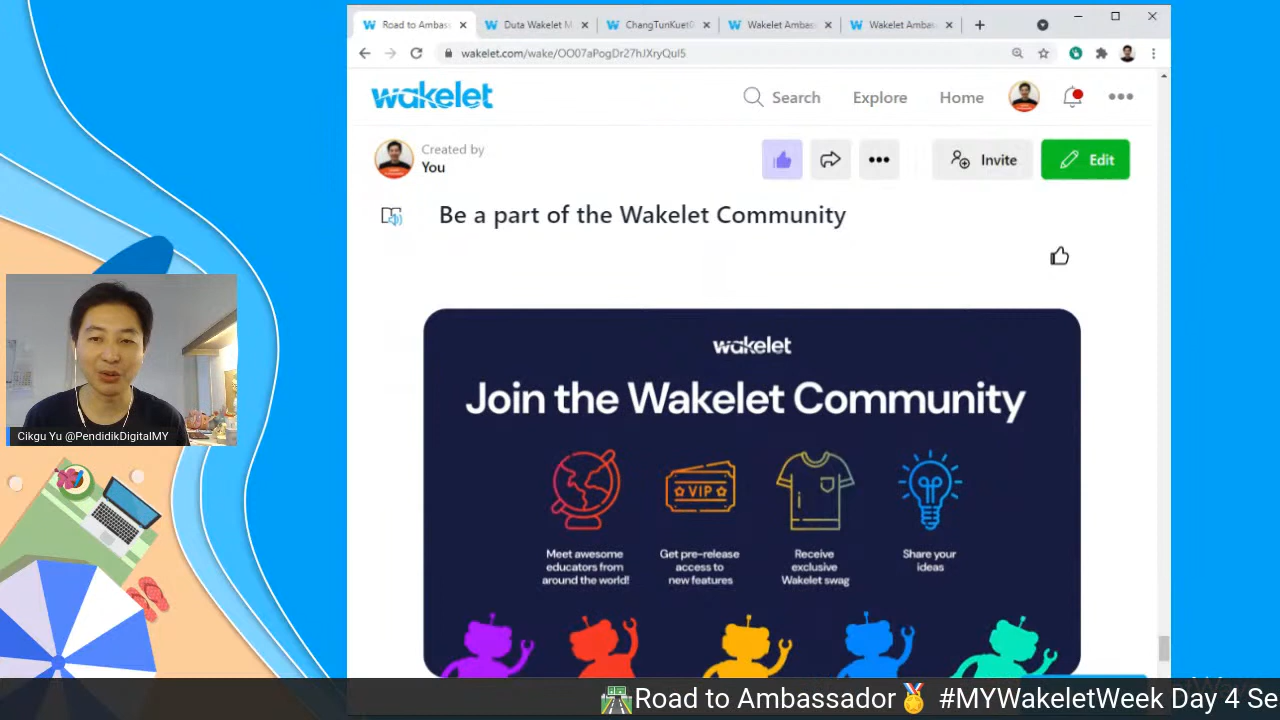 Road to Ambass
Duta Wakelet M
ChangTunKuet
Wakelet Ambas
Wakelet Ambas
wakelet.com/wake/OO07aPogDr27hJXryQuI5
wakelet
Search
Explore
Home
Created by
You
Invite
Edit
Be a part of the Wakelet Community
wakelet
Join the Wakelet Community
VIP
Meet awesome
educators from
around the world!
Get pre-release
access to
new features
Receive
exclusive
Wakelet swag
Share your
ideas
Cikgu Yu @PendidikDigitalMY
Road to Ambassador🏅 #MYWakeletWeek Day 4 Se